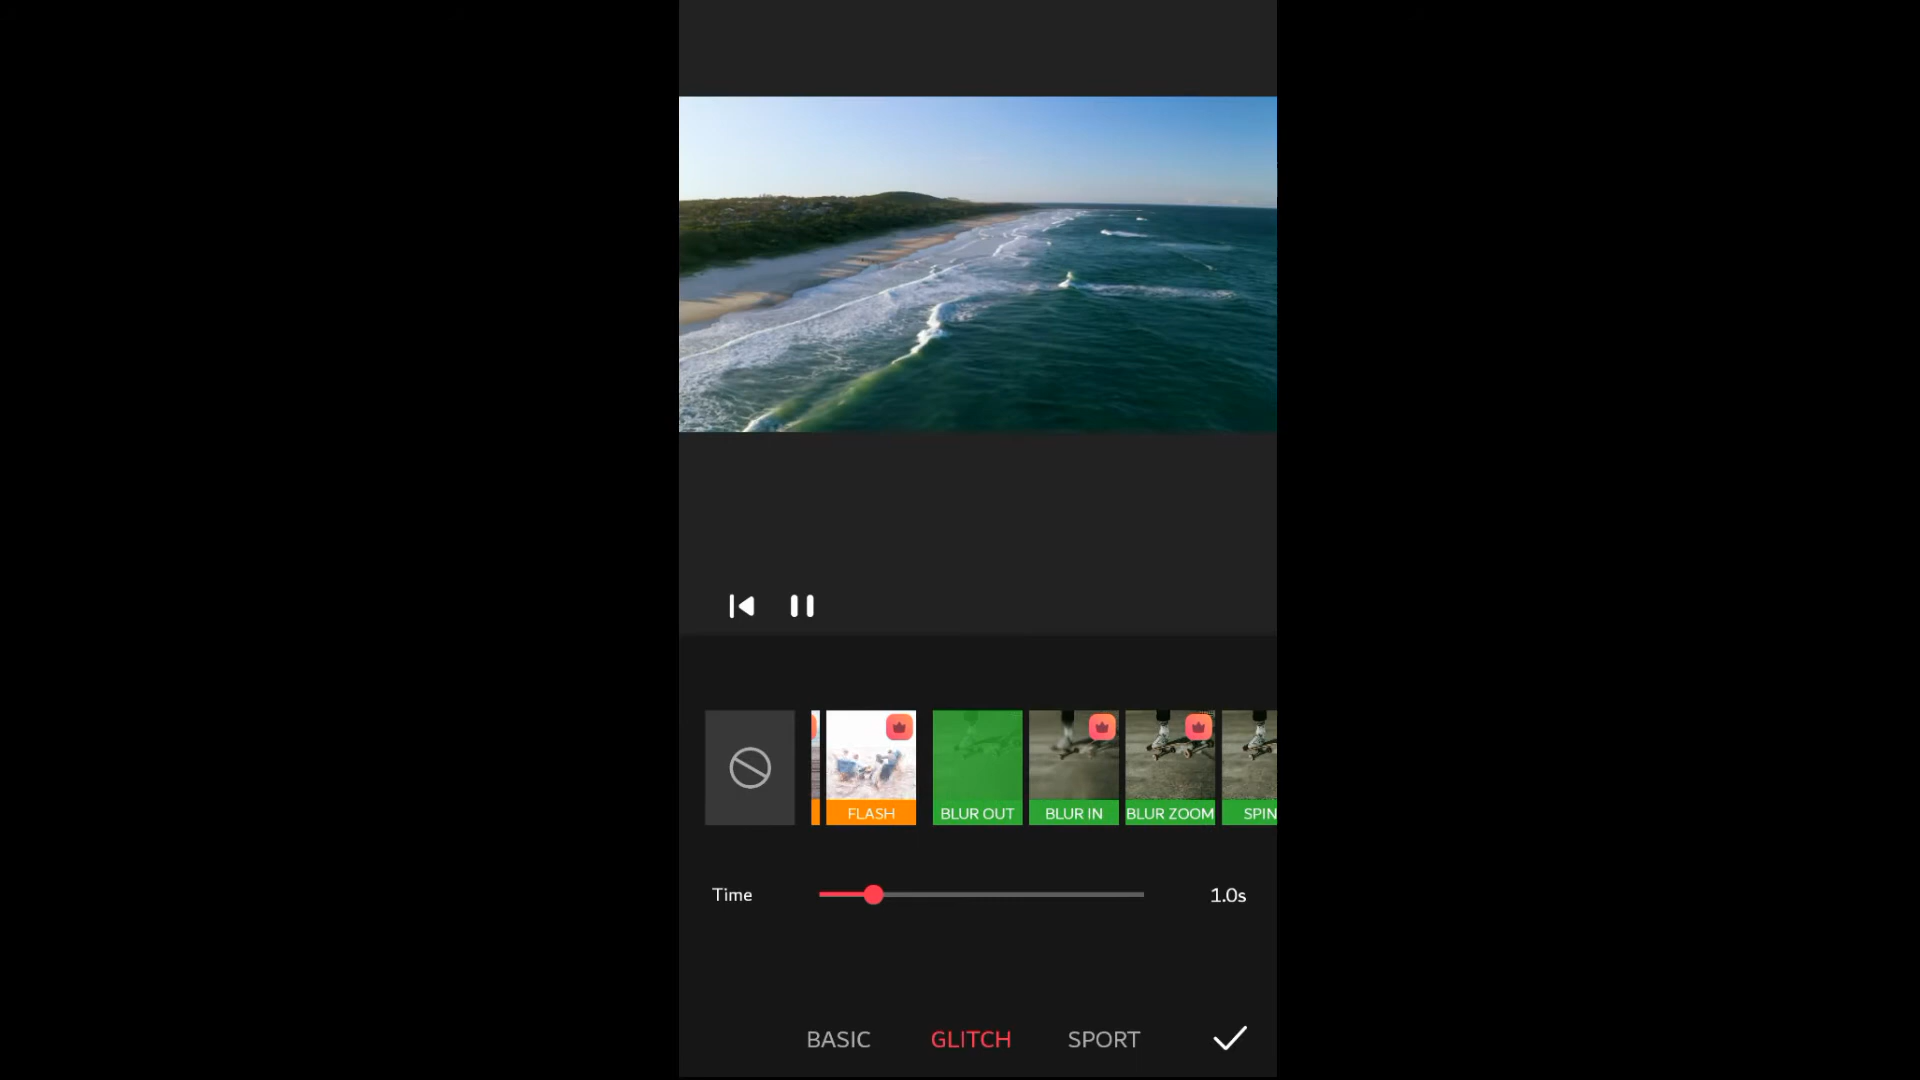 FLASH
BLUR OUT
BLUR IN
BLUR ZOOM
SPIN
Time
1.0s
BASIC
GLITCH
SPORT